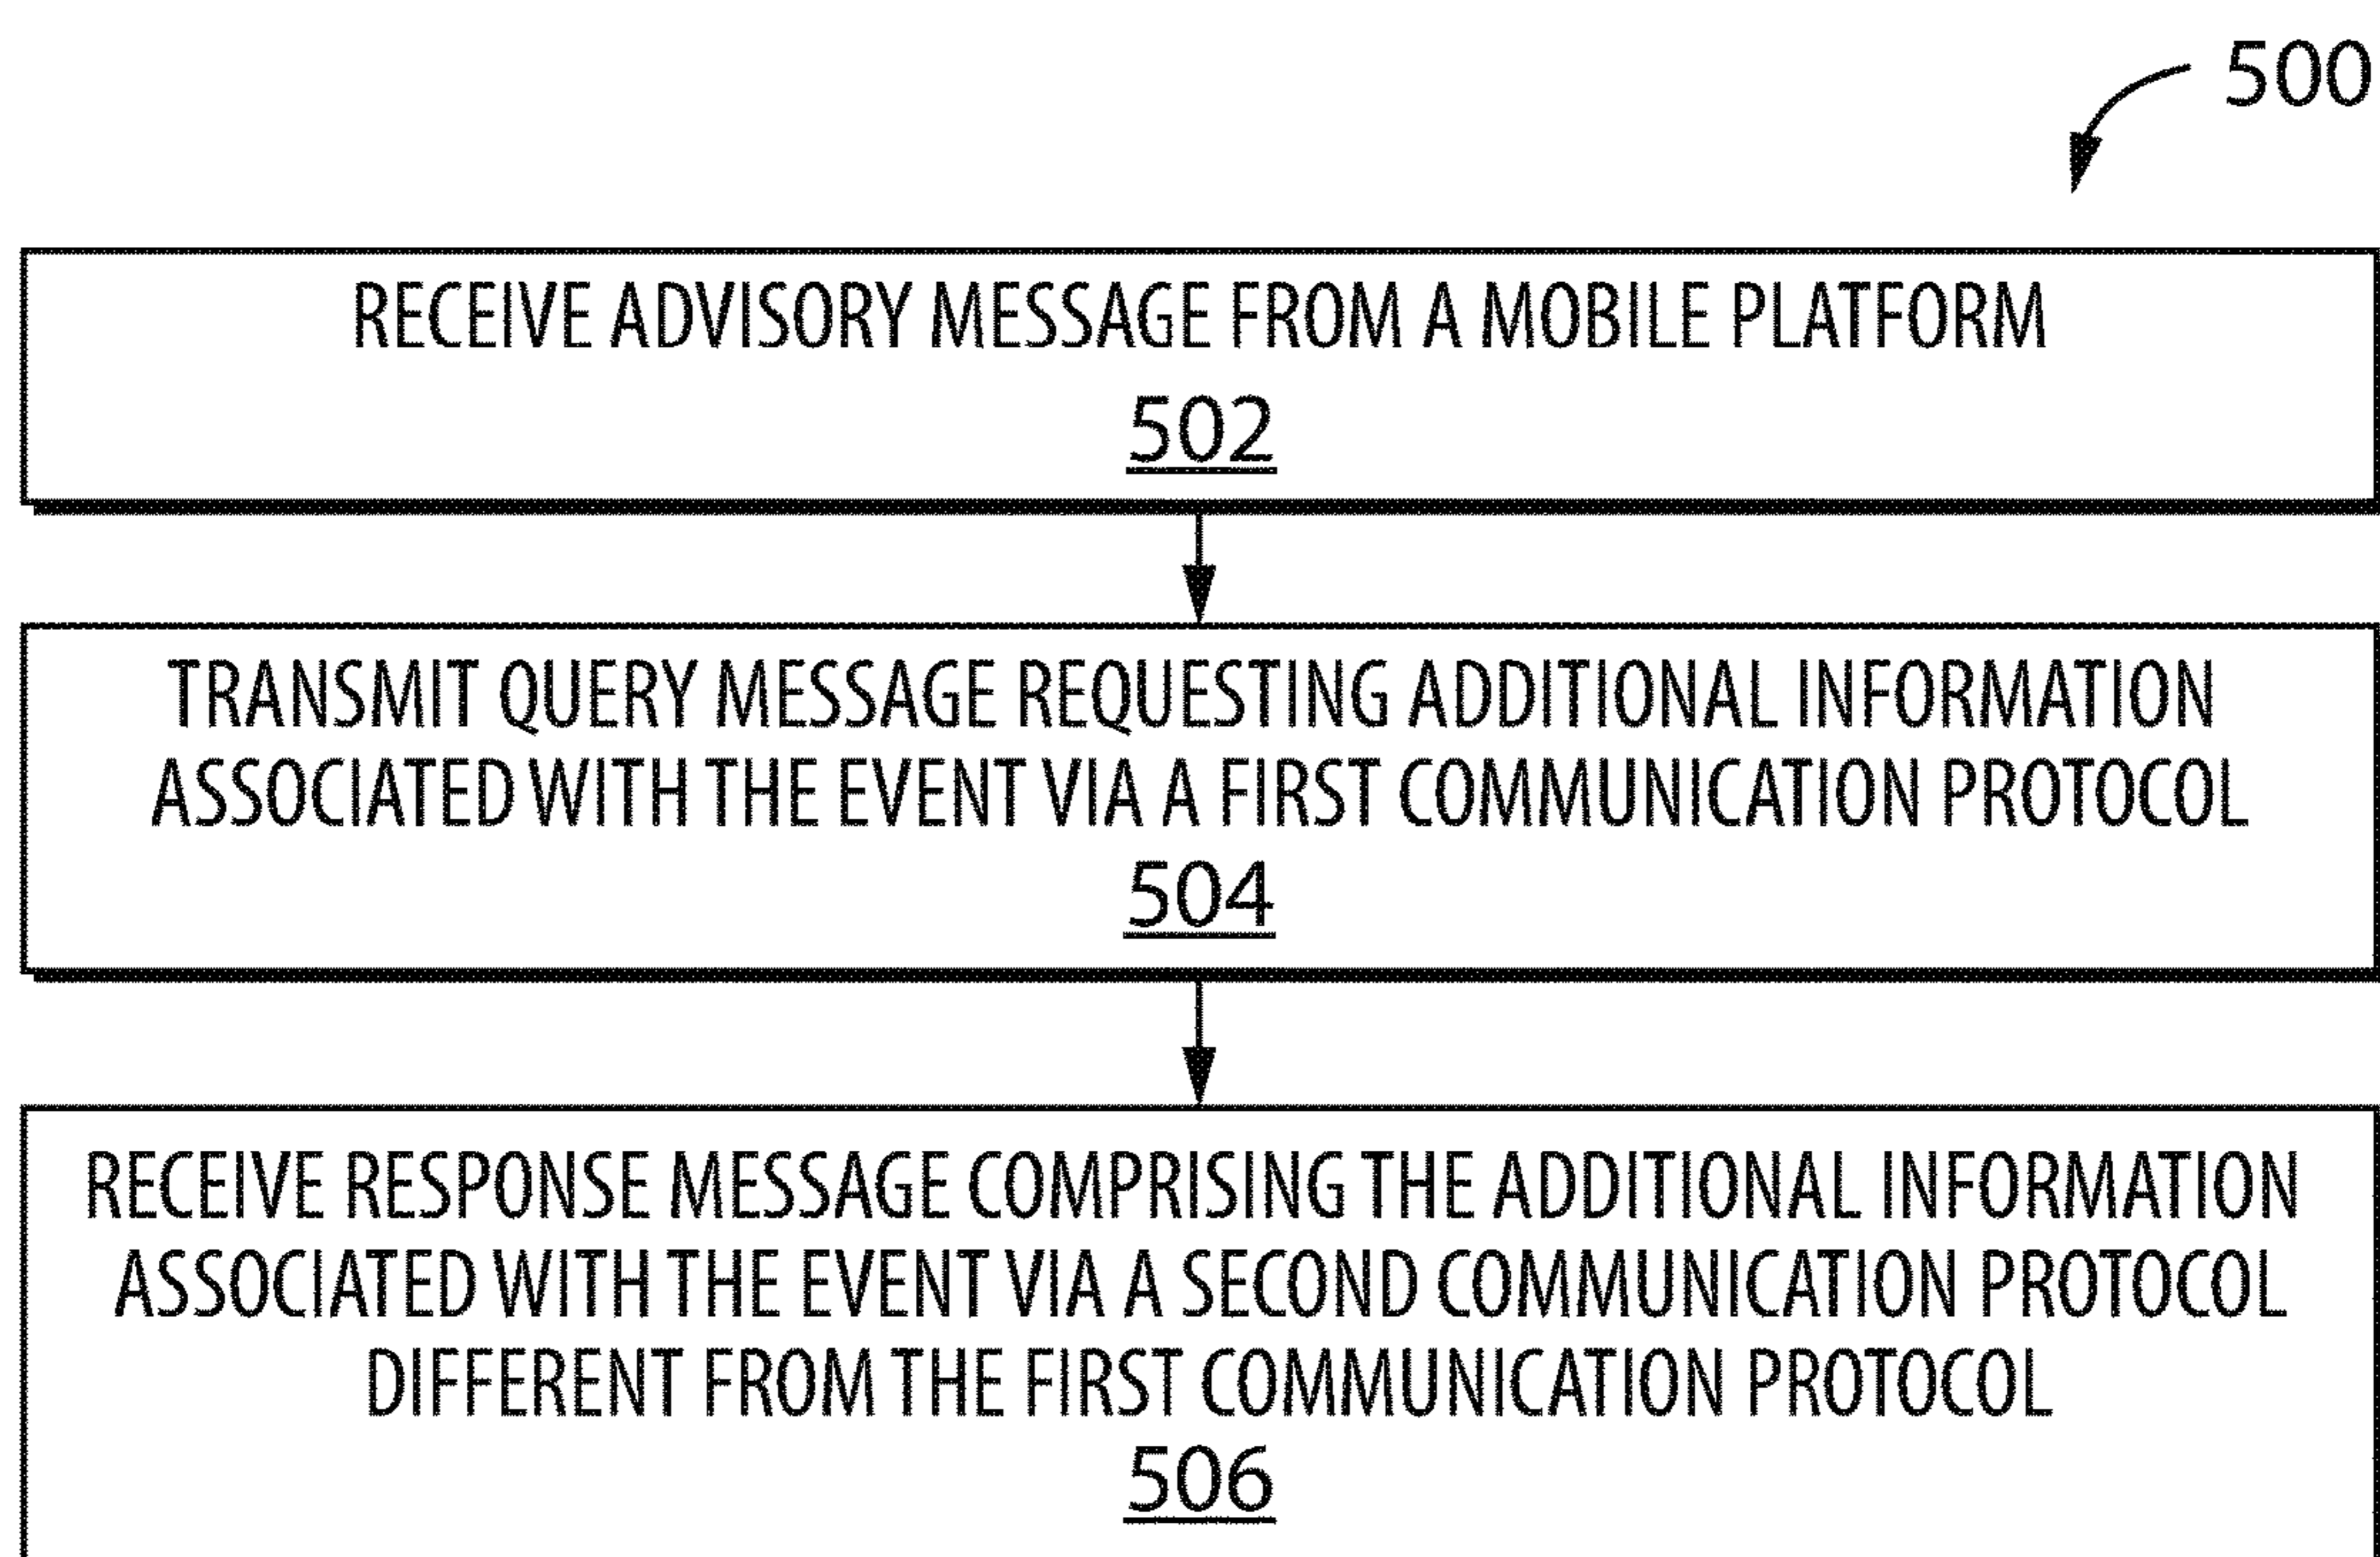 500
RECEIVE ADVISORY MESSAGE FROM A MOBILE PLATFORM
502
TRANSMIT QUERY MESSAGE REQUESTING ADDITIONAL INFORMATION
ASSOCIATED WITH THE EVENT VIA A FIRST COMMUNICATION PROTOCOL
504
RECEIVE RESPONSE MESSAGE COMPRISING THE ADDITIONAL INFORMATION
ASSOCIATED WITH THE EVENT VIA A SECOND COMMUNICATION PROTOCOL
DIFFERENT FROM THE FIRST COMMUNICATION PROTOCOL
506